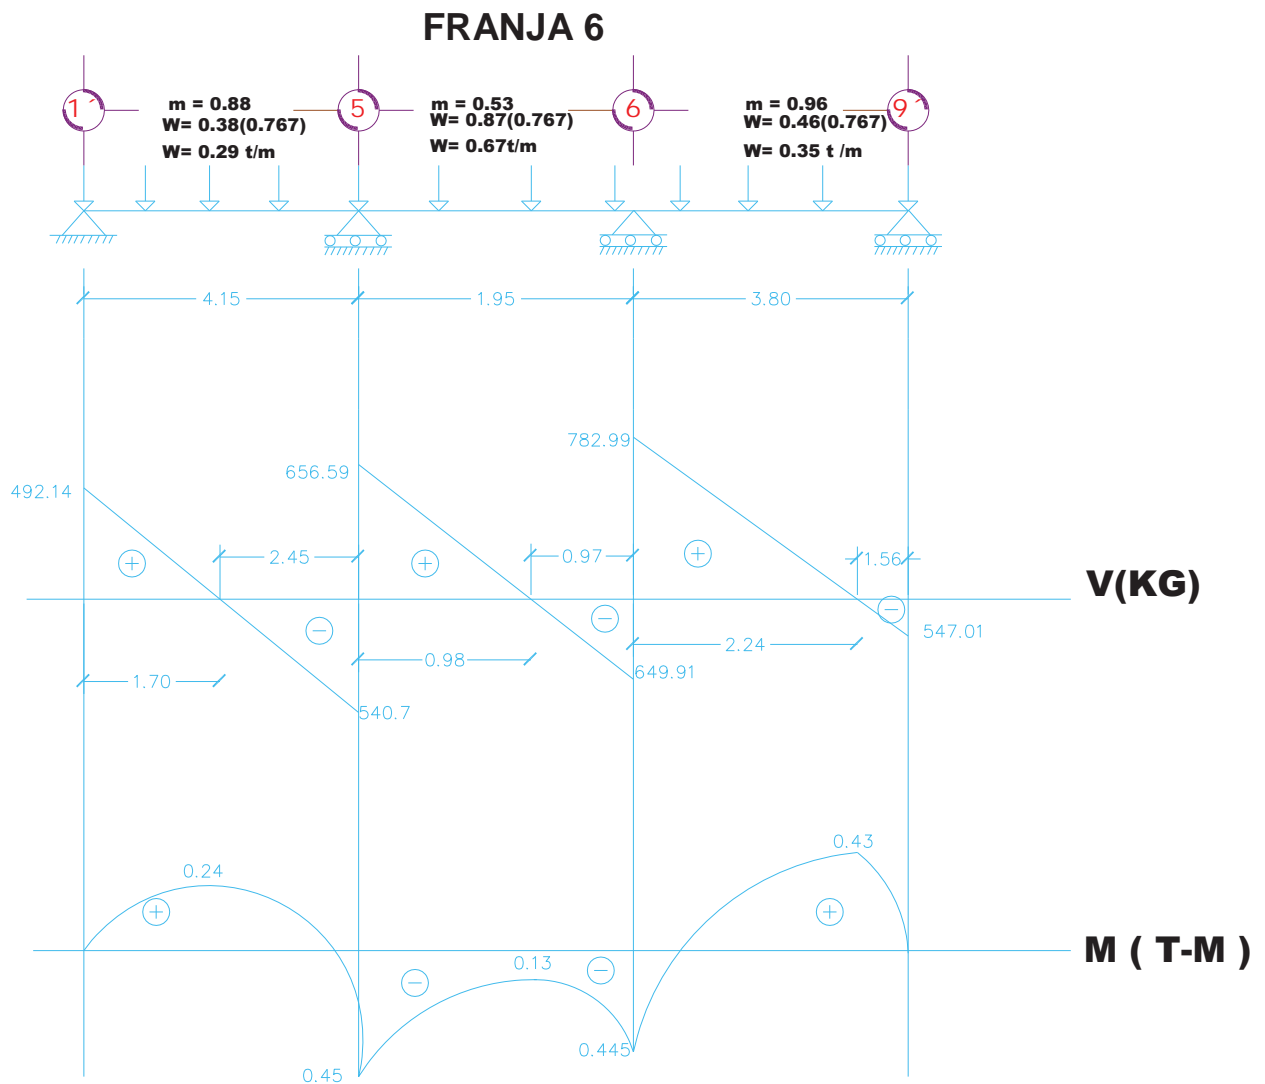 FRANJA 6
1´
m = 0.88
W= 0.38(0.767)
W= 0.29 t/m
5
m = 0.53
W= 0.87(0.767)
W= 0.67t/m
6
m = 0.96
W= 0.46(0.767)
W= 0.35 t /m
9´
4.15
1.95
3.80
492.14
656.59
782.99
2.45
0.97
1.56
V(KG)
547.01
1.70
0.98
2.24
540.7
649.91
0.24
0.43
0.13
M ( T-M )
0.45
0.445